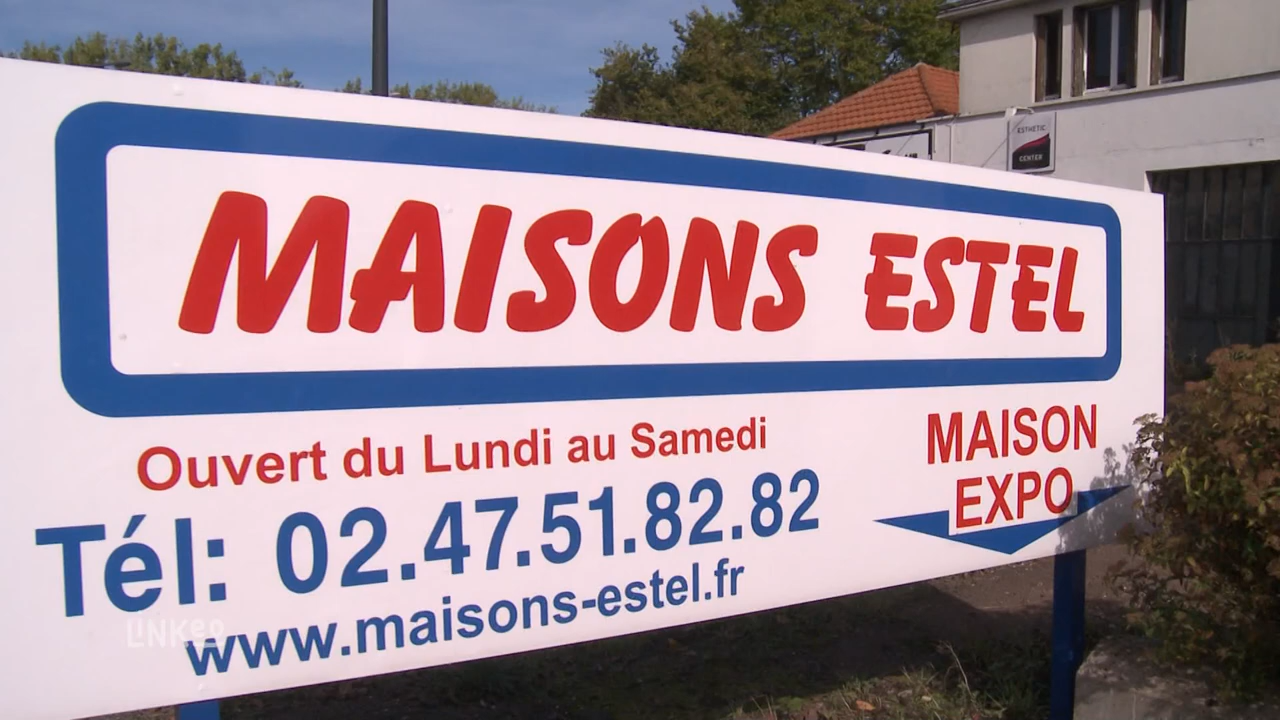 ESTHETIC
CENTER
MAISONS ESTEL
Ouvert du Lundi au Samedi
Tél: 02.47.51.82.82
www.maisons-estel.fr
MAISON
EXPO
LINKEO